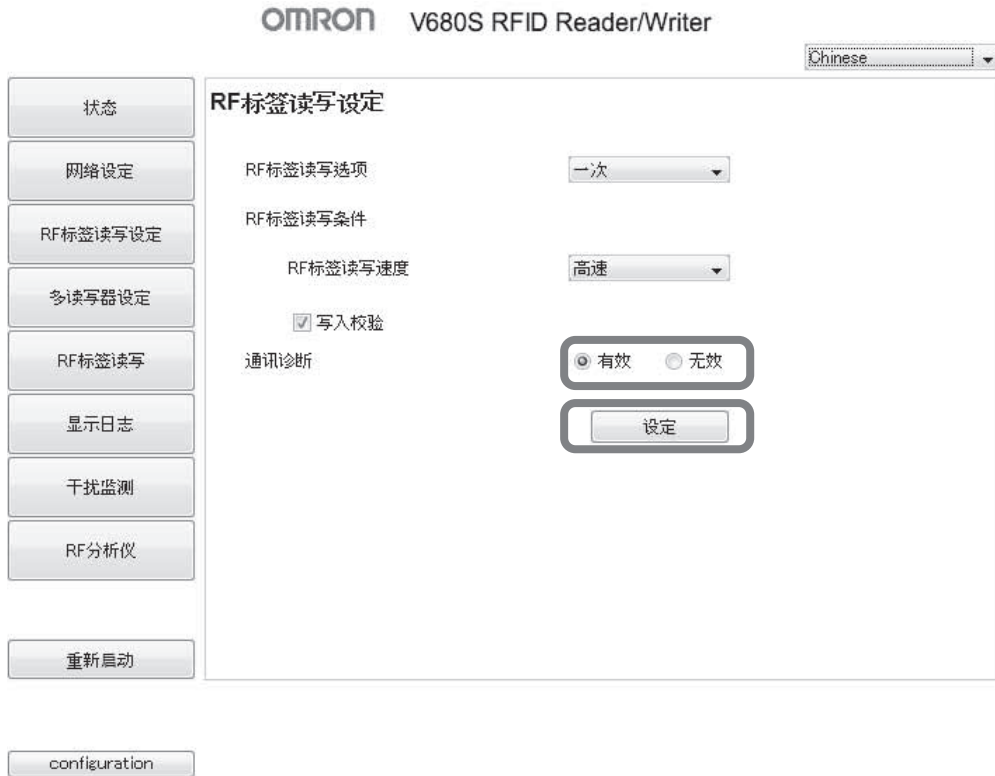 OMRON V680S RFID Reader/Writer
Chinese
状态
网络设定
RF标签读写设定
多读写器设定
RF标签读写
显示日志
干扰监测
RF分析仪
重新启动
configuration
RF标签读写设定
RF标签读写选项 一次
RF标签读写条件
RF标签读写速度 高速
写入校验
通讯诊断 有效 无效
设定